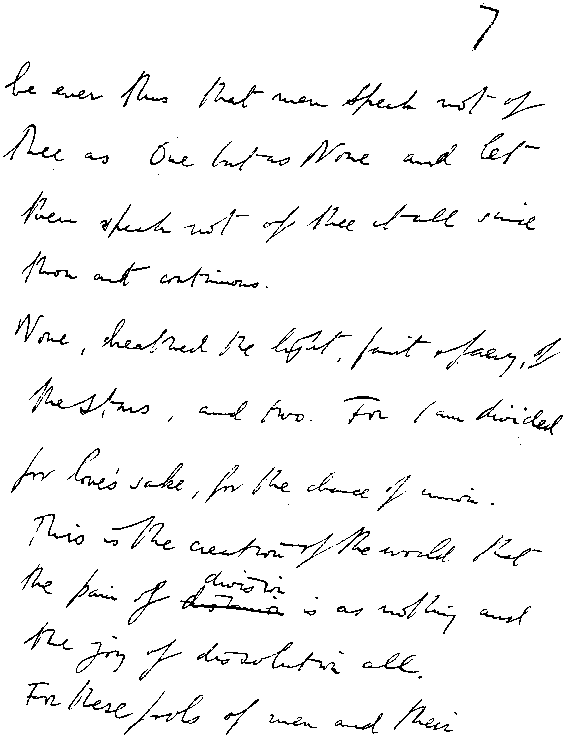 7
be ever thus that men speak not of
thee as One but as None and let
them speak not of thee at all since
thou art continuous.
None, breathed the light, faint & faery, of
the stars, and two. For I am divided
for love's sake, for the chance of union.
This is the creation of the world that
division
the pain of distance is as nothing and
the joy of dissolution all.
For these fools of men and their